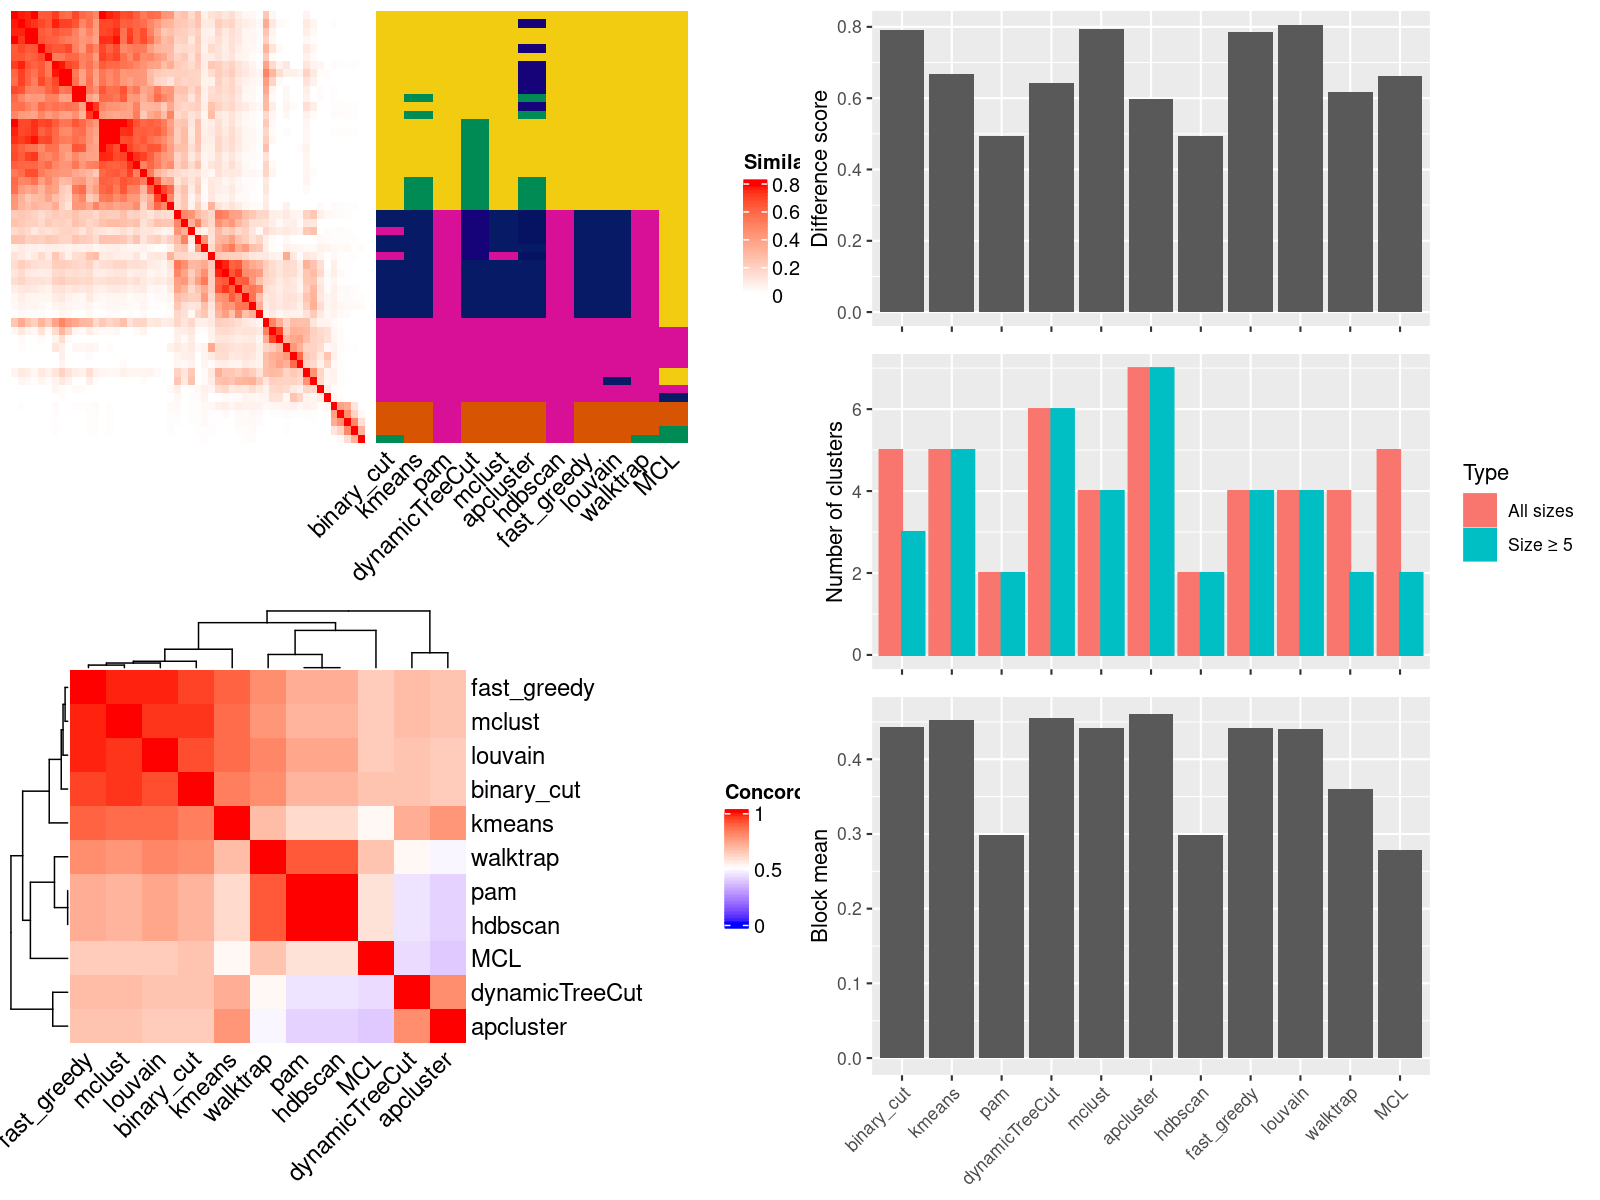 Simila
0.8
0.6
0.4
0.2
0
binary_cut
kmeans
pam
dynamicTreeCut
mclust
apcluster
hdbscan
fast_greedy
louvain
walktrap
MCL
Difference score
0.8
0.6
0.4
0.2
0.0
Number of clusters
6
4
2
0
Type
All sizes
Size ≥ 5
fast_greedy
mclust
louvain
binary_cut
kmeans
walktrap
pam
hdbscan
MCL
dynamicTreeCut
apcluster
fast_greedy
mclust
louvain
binary_cut
kmeans
walktrap
pam
hdbscan
MCL
dynamicTreeCut
apcluster
Concord
1
0.5
0
Block mean
0.4
0.3
0.2
0.1
0.0
binary_cut
kmeans
pam
dynamicTreeCut
mclust
apcluster
hdbscan
fast_greedy
louvain
walktrap
MCL